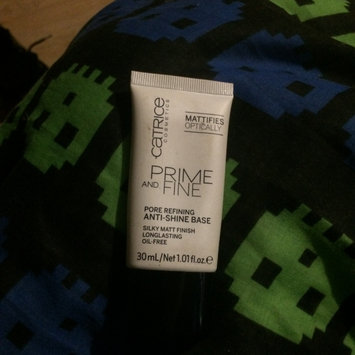 CATRICE
COSMETICS
MATTIFIES
OPTICALLY
PRIME
AND FINE
PORE REFINING
ANTI-SHINE BASE
SILKY MATT FINISH
LONGLASTING
OIL-FREE
30 mL/Net 1.01 fl.oz.e